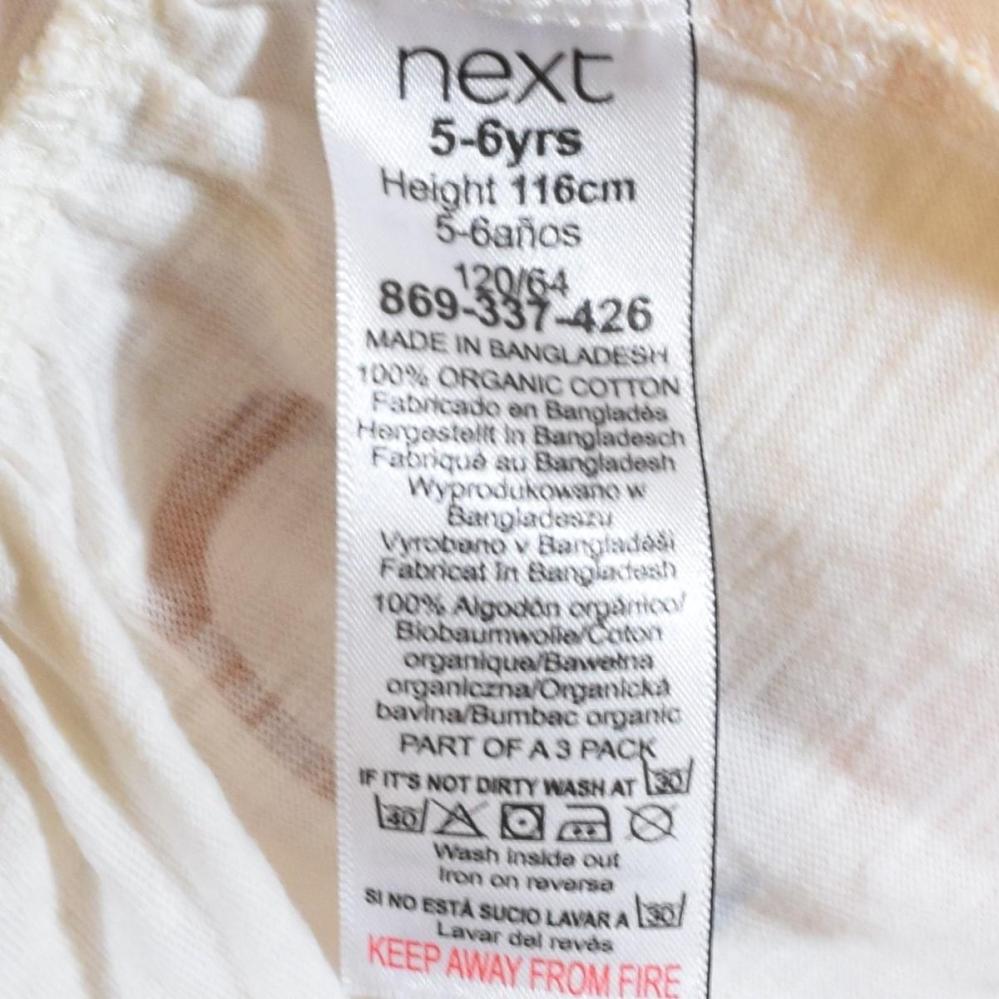 next
5-6yrs
Height 116cm
5-6años
120/64
869-337-426
MADE IN BANGLADESH
100% ORGANIC COTTON
Fabricado en Bangladés
Hergestellt in Bangladesch
Fabriqué au Bangladesh
Wyprodukowano w
Bangladeszu
Vyrobeno v Bangladéši
Fabricat în Bangladesh
100% Algodón orgánico/
Biobaumwolle/Coton
organique/Bawełna
organiczna/Organická
bavlna/Bumbac organic
PART OF A 3 PACK
IF IT'S NOT DIRTY WASH AT 30
40
Wash inside out
Iron on reverse
SI NO ESTÁ SUCIO LAVAR A 30
Lavar del revés
KEEP AWAY FROM FIRE